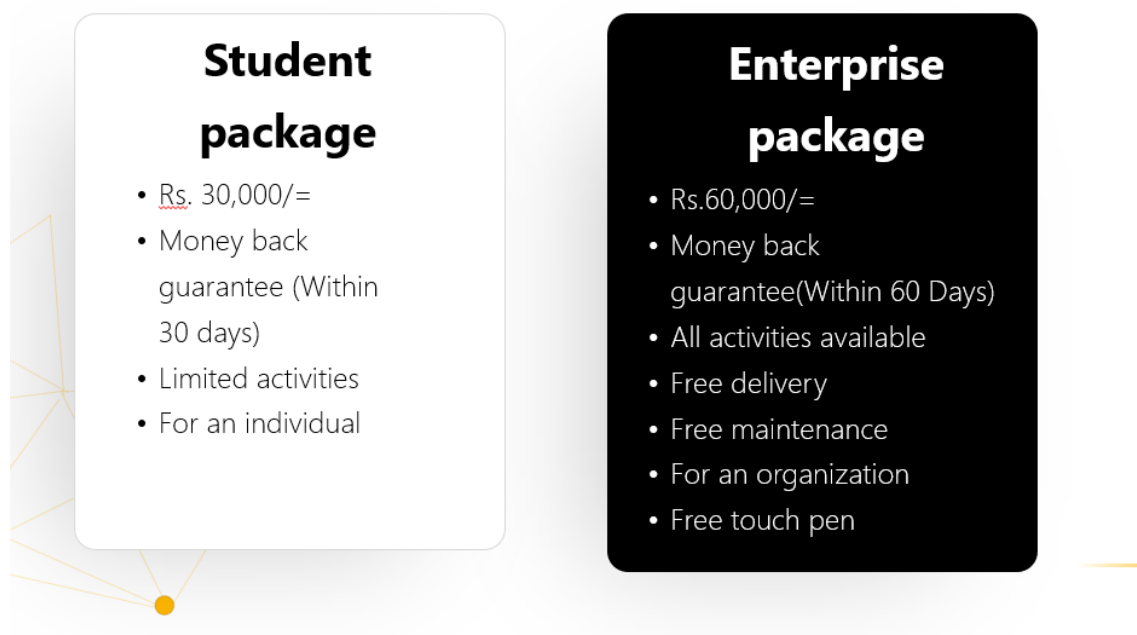 Student
package
• Rs. 30,000/=
• Money back
guarantee (Within
30 days)
• Limited activities
• For an individual
Enterprise
package
• Rs.60,000/=
• Money back
guarantee(Within 60 Days)
• All activities available
• Free delivery
• Free maintenance
• For an organization
• Free touch pen